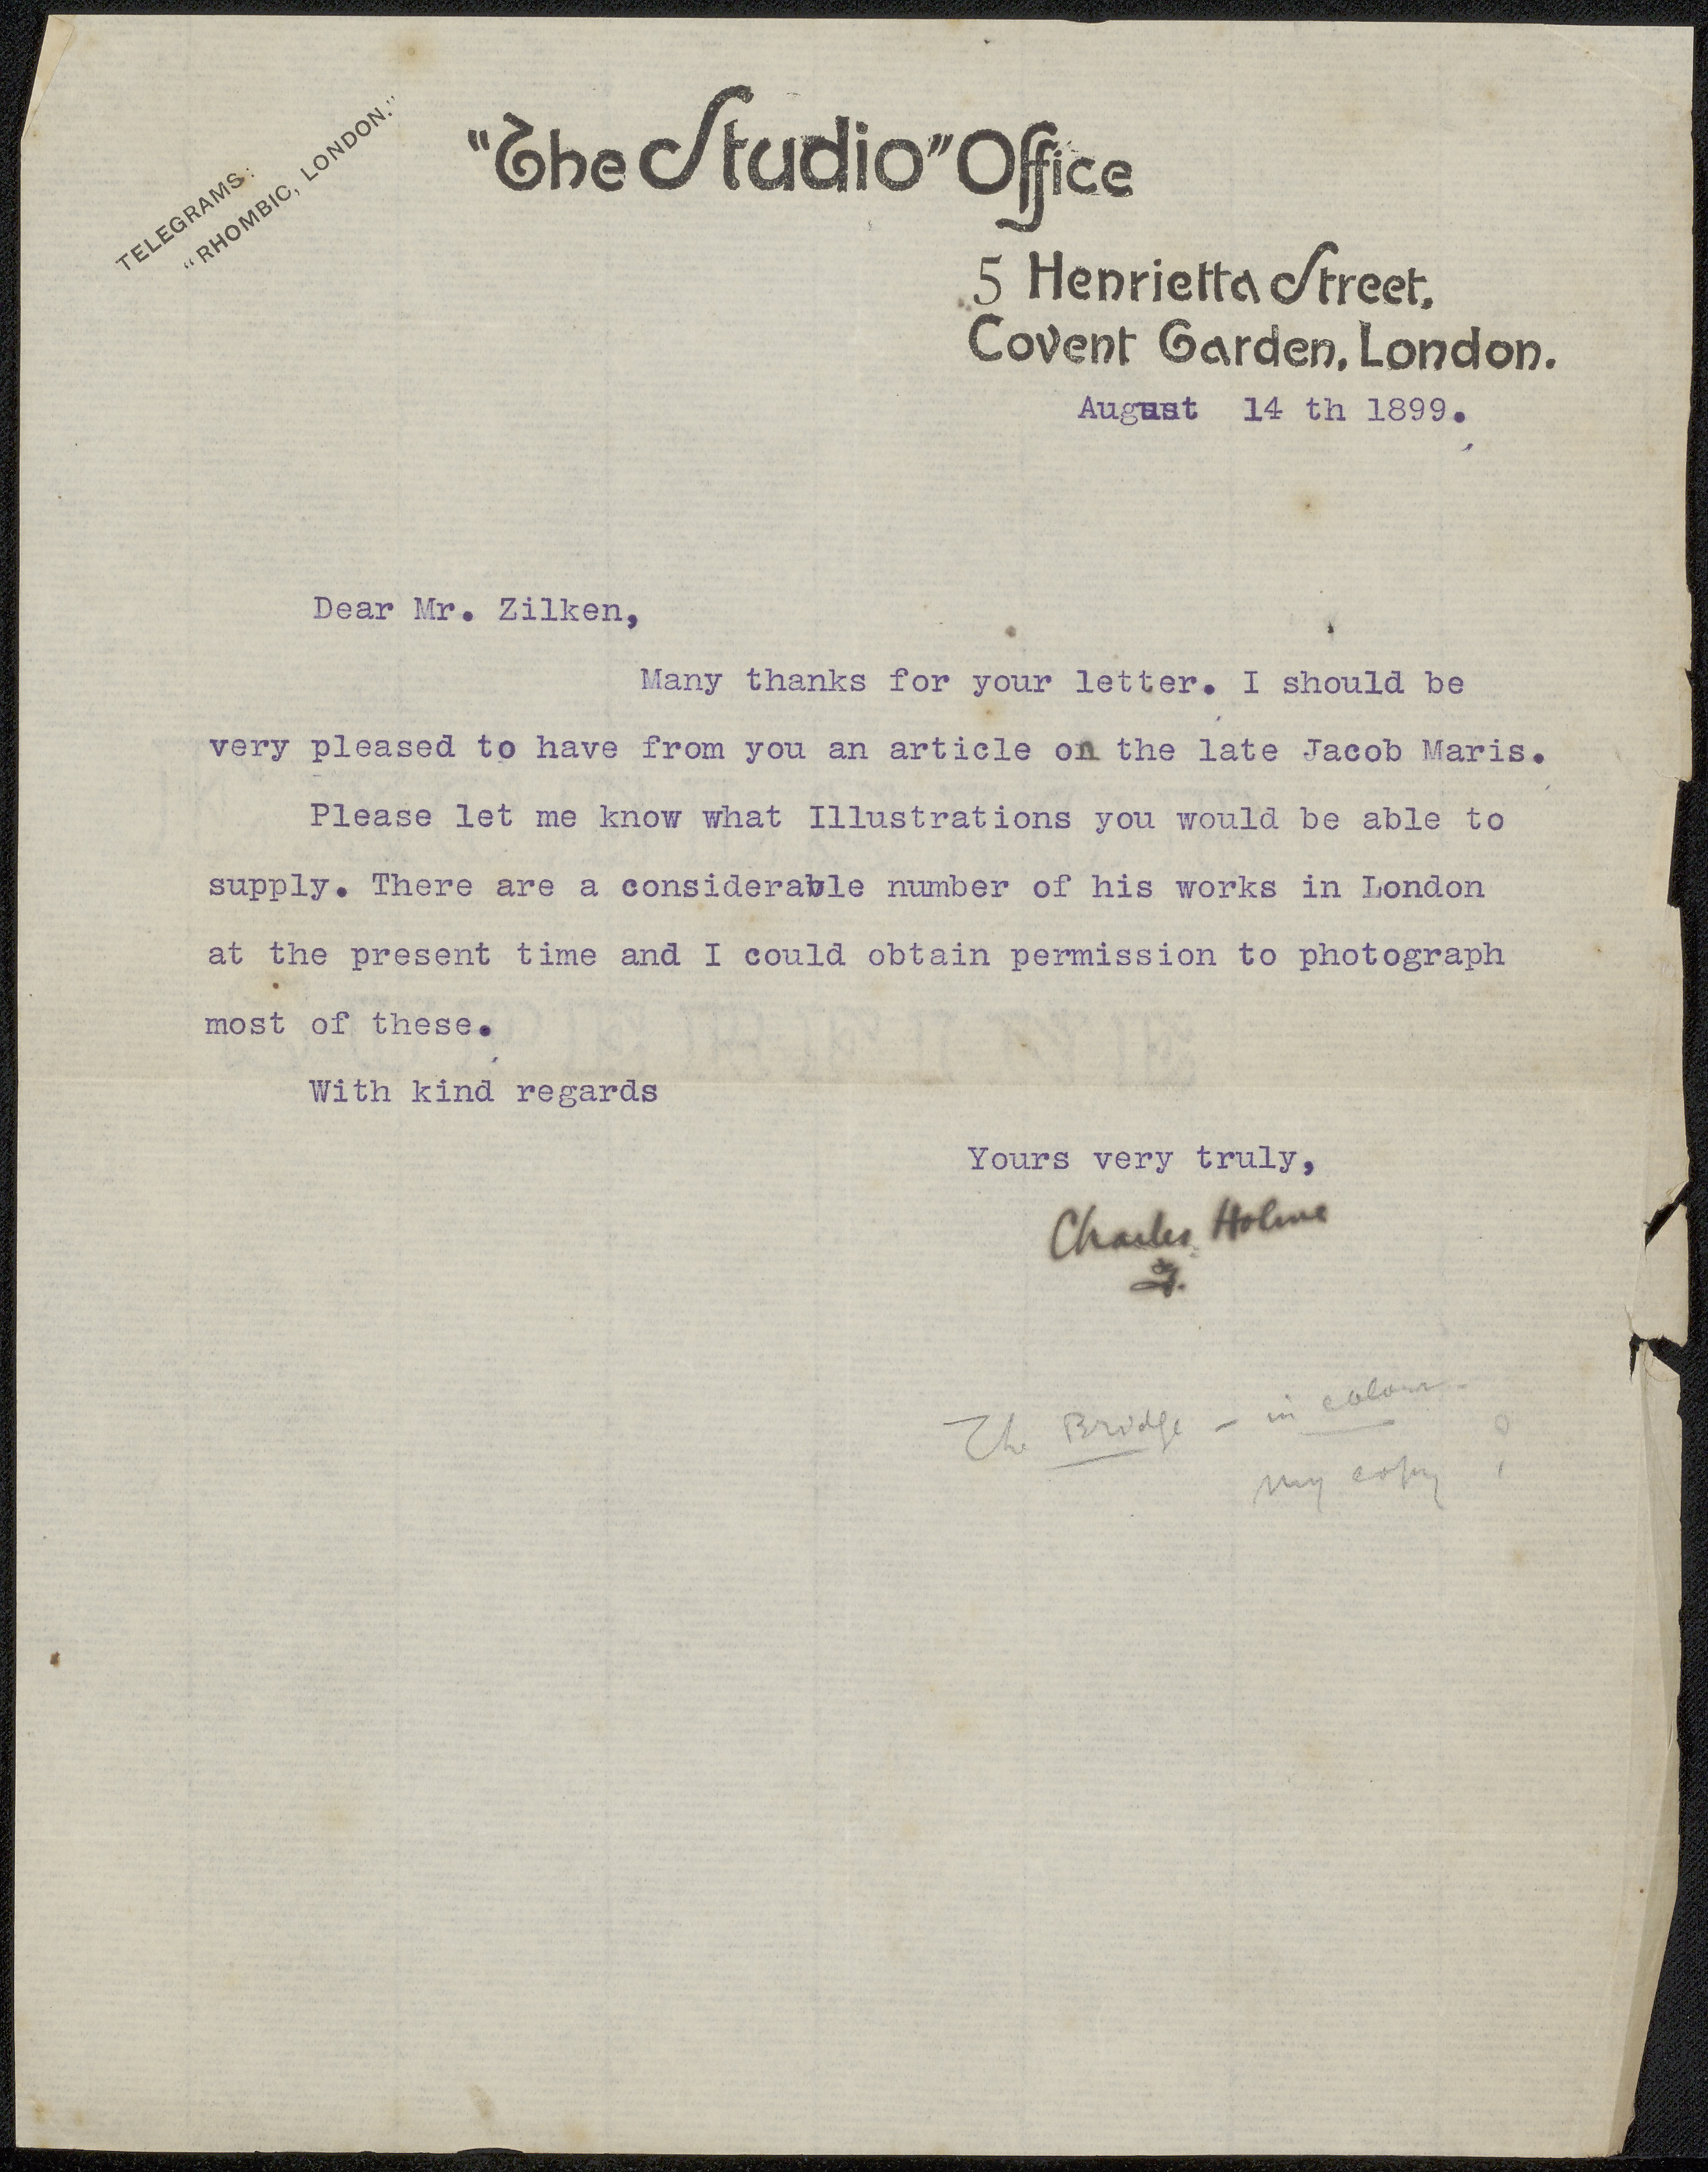 TELEGRAMS:
"RHOMBIC, LONDON."
"The Studio" Office
5 Henrietta Street,
Covent Garden, London.
August 14 th 1899.
Dear Mr. Zilken,
Many thanks for your letter. I should be
very pleased to have from you an article on the late Jacob Maris.
Please let me know what Illustrations you would be able to
supply. There are a considerable number of his works in London
at the present time and I could obtain permission to photograph
most of these.
With kind regards
Yours very truly,
Charles Holme
The Bridge - in colour -
my copy